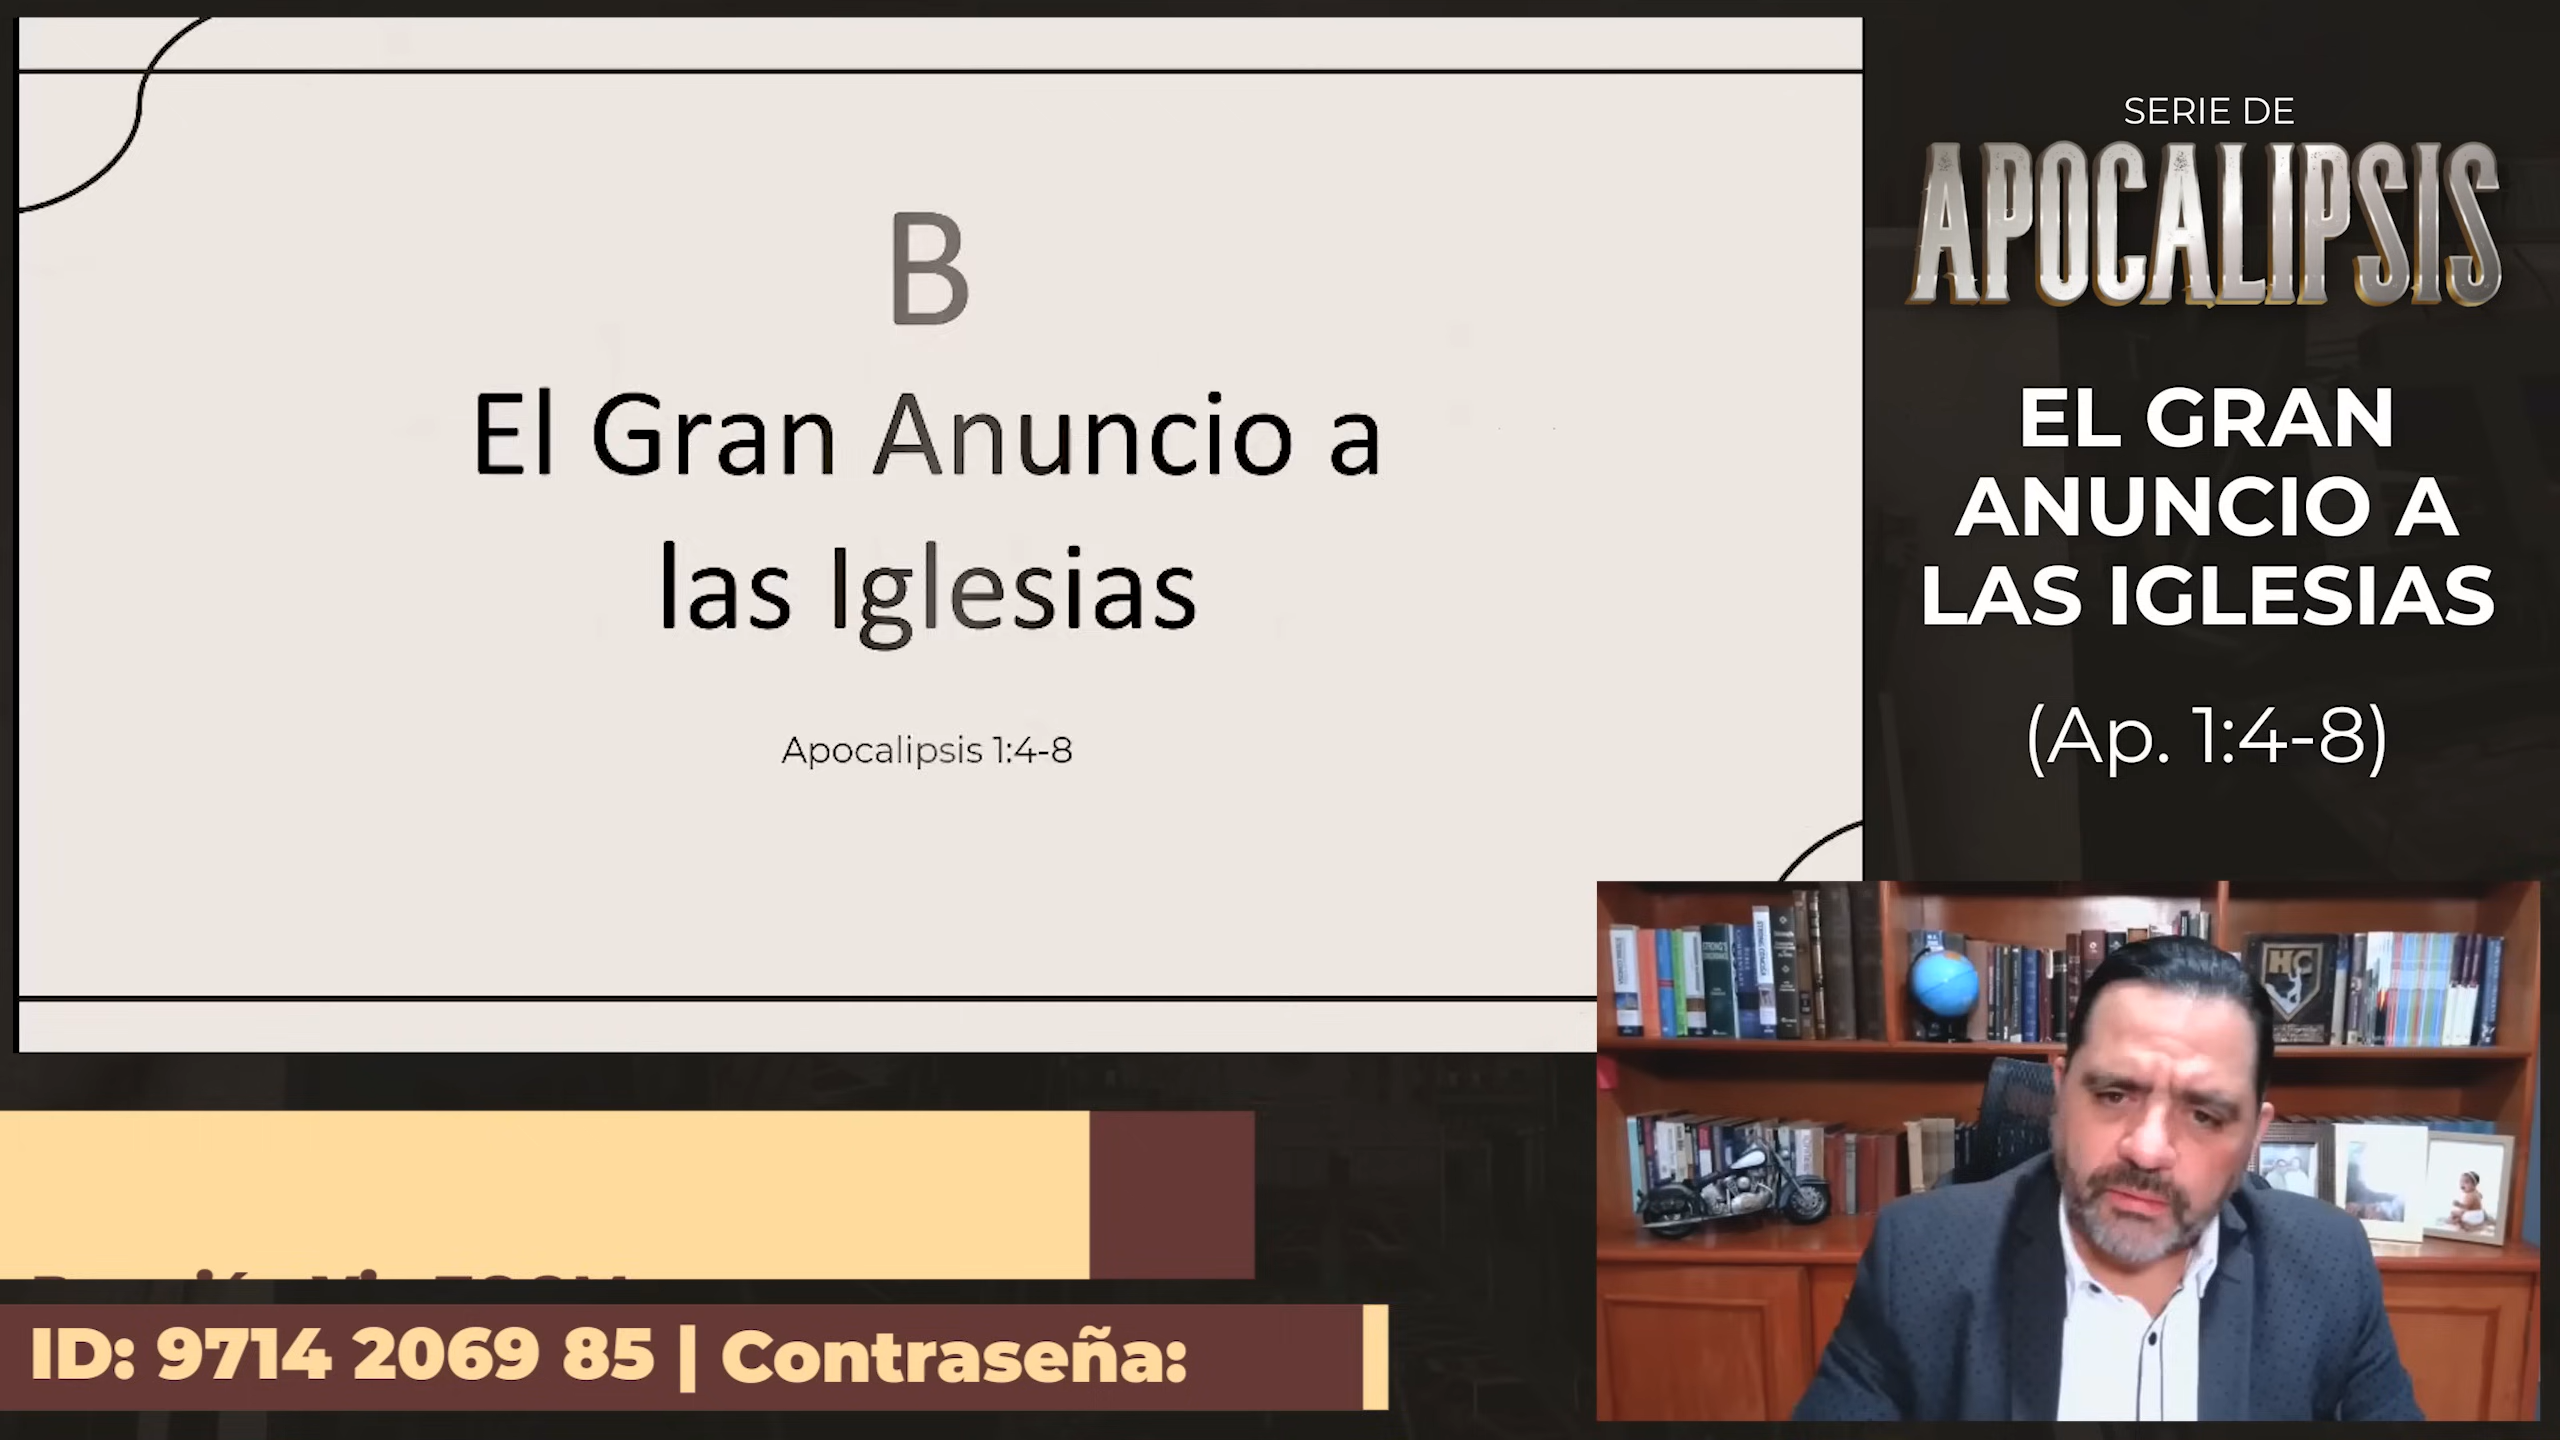 B
El Gran Anuncio a
las Iglesias
Apocalipsis 1:4-8
SERIE DE
APOCALIPSIS
EL GRAN
ANUNCIO A
LAS IGLESIAS
(Ap. 1:4-8)
HC
ID: 9714 2069 85 | Contraseña: